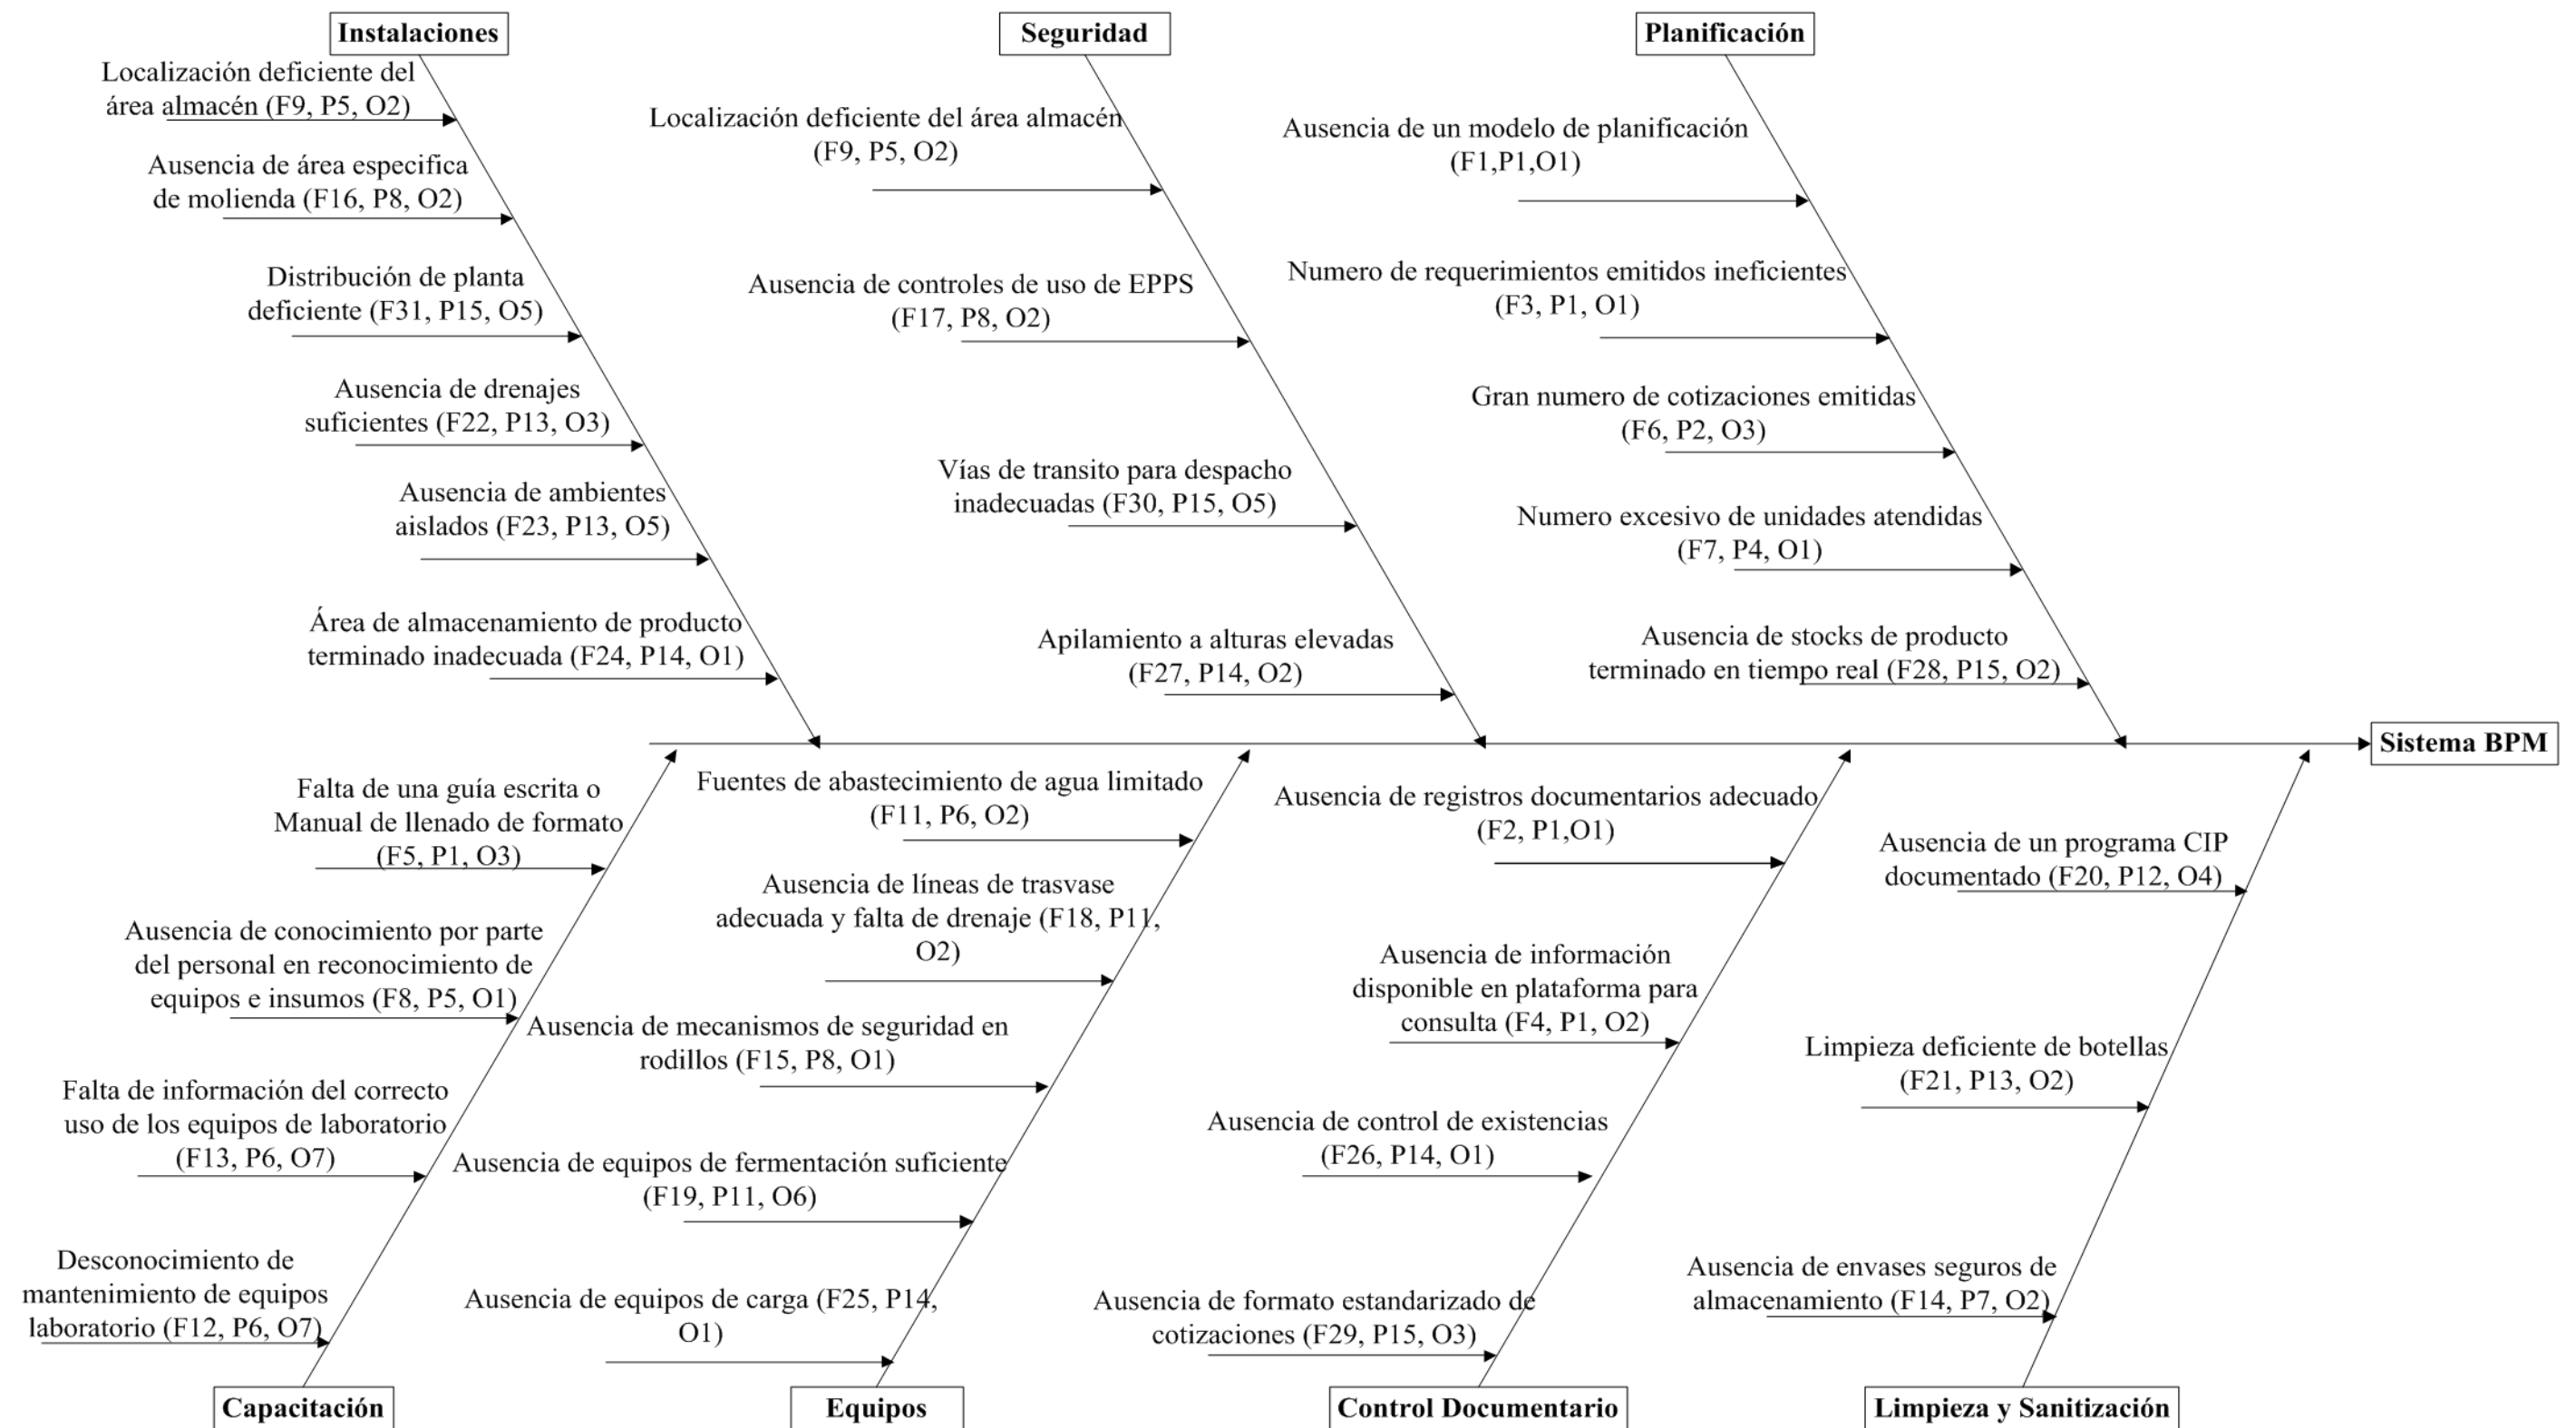 Instalaciones
Localización deficiente del
área almacén (F9, P5, O2)
Ausencia de área especifica
de molienda (F16, P8, O2)
Distribución de planta
deficiente (F31, P15, O5)
Ausencia de drenajes
suficientes (F22, P13, O3)
Ausencia de ambientes
aislados (F23, P13, O5)
Área de almacenamiento de producto
terminado inadecuada (F24, P14, O1)
Seguridad
Localización deficiente del área almacén
(F9, P5, O2)
Ausencia de controles de uso de EPPS
(F17, P8, O2)
Vías de transito para despacho
inadecuadas (F30, P15, O5)
Apilamiento a alturas elevadas
(F27, P14, O2)
Planificación
Ausencia de un modelo de planificación
(F1,P1,O1)
Numero de requerimientos emitidos ineficientes
(F3, P1, O1)
Gran numero de cotizaciones emitidas
(F6, P2, O3)
Numero excesivo de unidades atendidas
(F7, P4, O1)
Ausencia de stocks de producto
terminado en tiempo real (F28, P15, O2)
Sistema BPM
Falta de una guía escrita o
Manual de llenado de formato
(F5, P1, O3)
Ausencia de conocimiento por parte
del personal en reconocimiento de
equipos e insumos (F8, P5, O1)
Falta de información del correcto
uso de los equipos de laboratorio
(F13, P6, O7)
Desconocimiento de
mantenimiento de equipos
laboratorio (F12, P6, O7)
Capacitación
Fuentes de abastecimiento de agua limitado
(F11, P6, O2)
Ausencia de líneas de trasvase
adecuada y falta de drenaje (F18, P11,
O2)
Ausencia de mecanismos de seguridad en
rodillos (F15, P8, O1)
Ausencia de equipos de fermentación suficiente
(F19, P11, O6)
Ausencia de equipos de carga (F25, P14,
O1)
Equipos
Ausencia de registros documentarios adecuado
(F2, P1,O1)
Ausencia de información
disponible en plataforma para
consulta (F4, P1, O2)
Ausencia de control de existencias
(F26, P14, O1)
Ausencia de formato estandarizado de
cotizaciones (F29, P15, O3)
Control Documentario
Ausencia de un programa CIP
documentado (F20, P12, O4)
Limpieza deficiente de botellas
(F21, P13, O2)
Ausencia de envases seguros de
almacenamiento (F14, P7, O2)
Limpieza y Sanitización